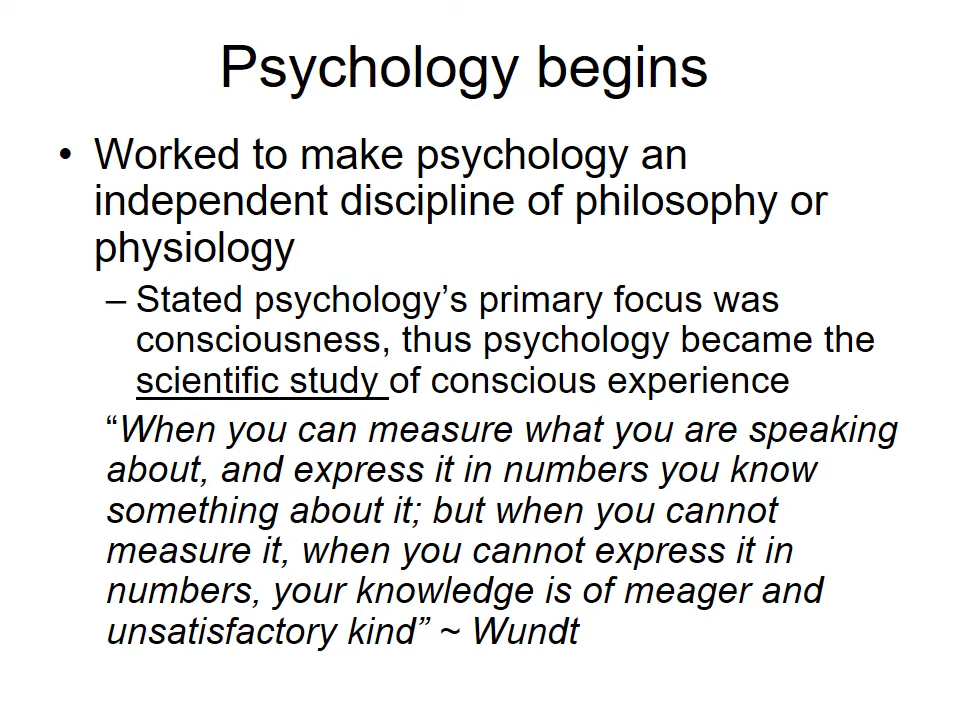 Psychology begins
• Worked to make psychology an
independent discipline of philosophy or
physiology
– Stated psychology’s primary focus was
consciousness, thus psychology became the
scientific study of conscious experience
“When you can measure what you are speaking
about, and express it in numbers you know
something about it; but when you cannot
measure it, when you cannot express it in
numbers, your knowledge is of meager and
unsatisfactory kind” ~ Wundt